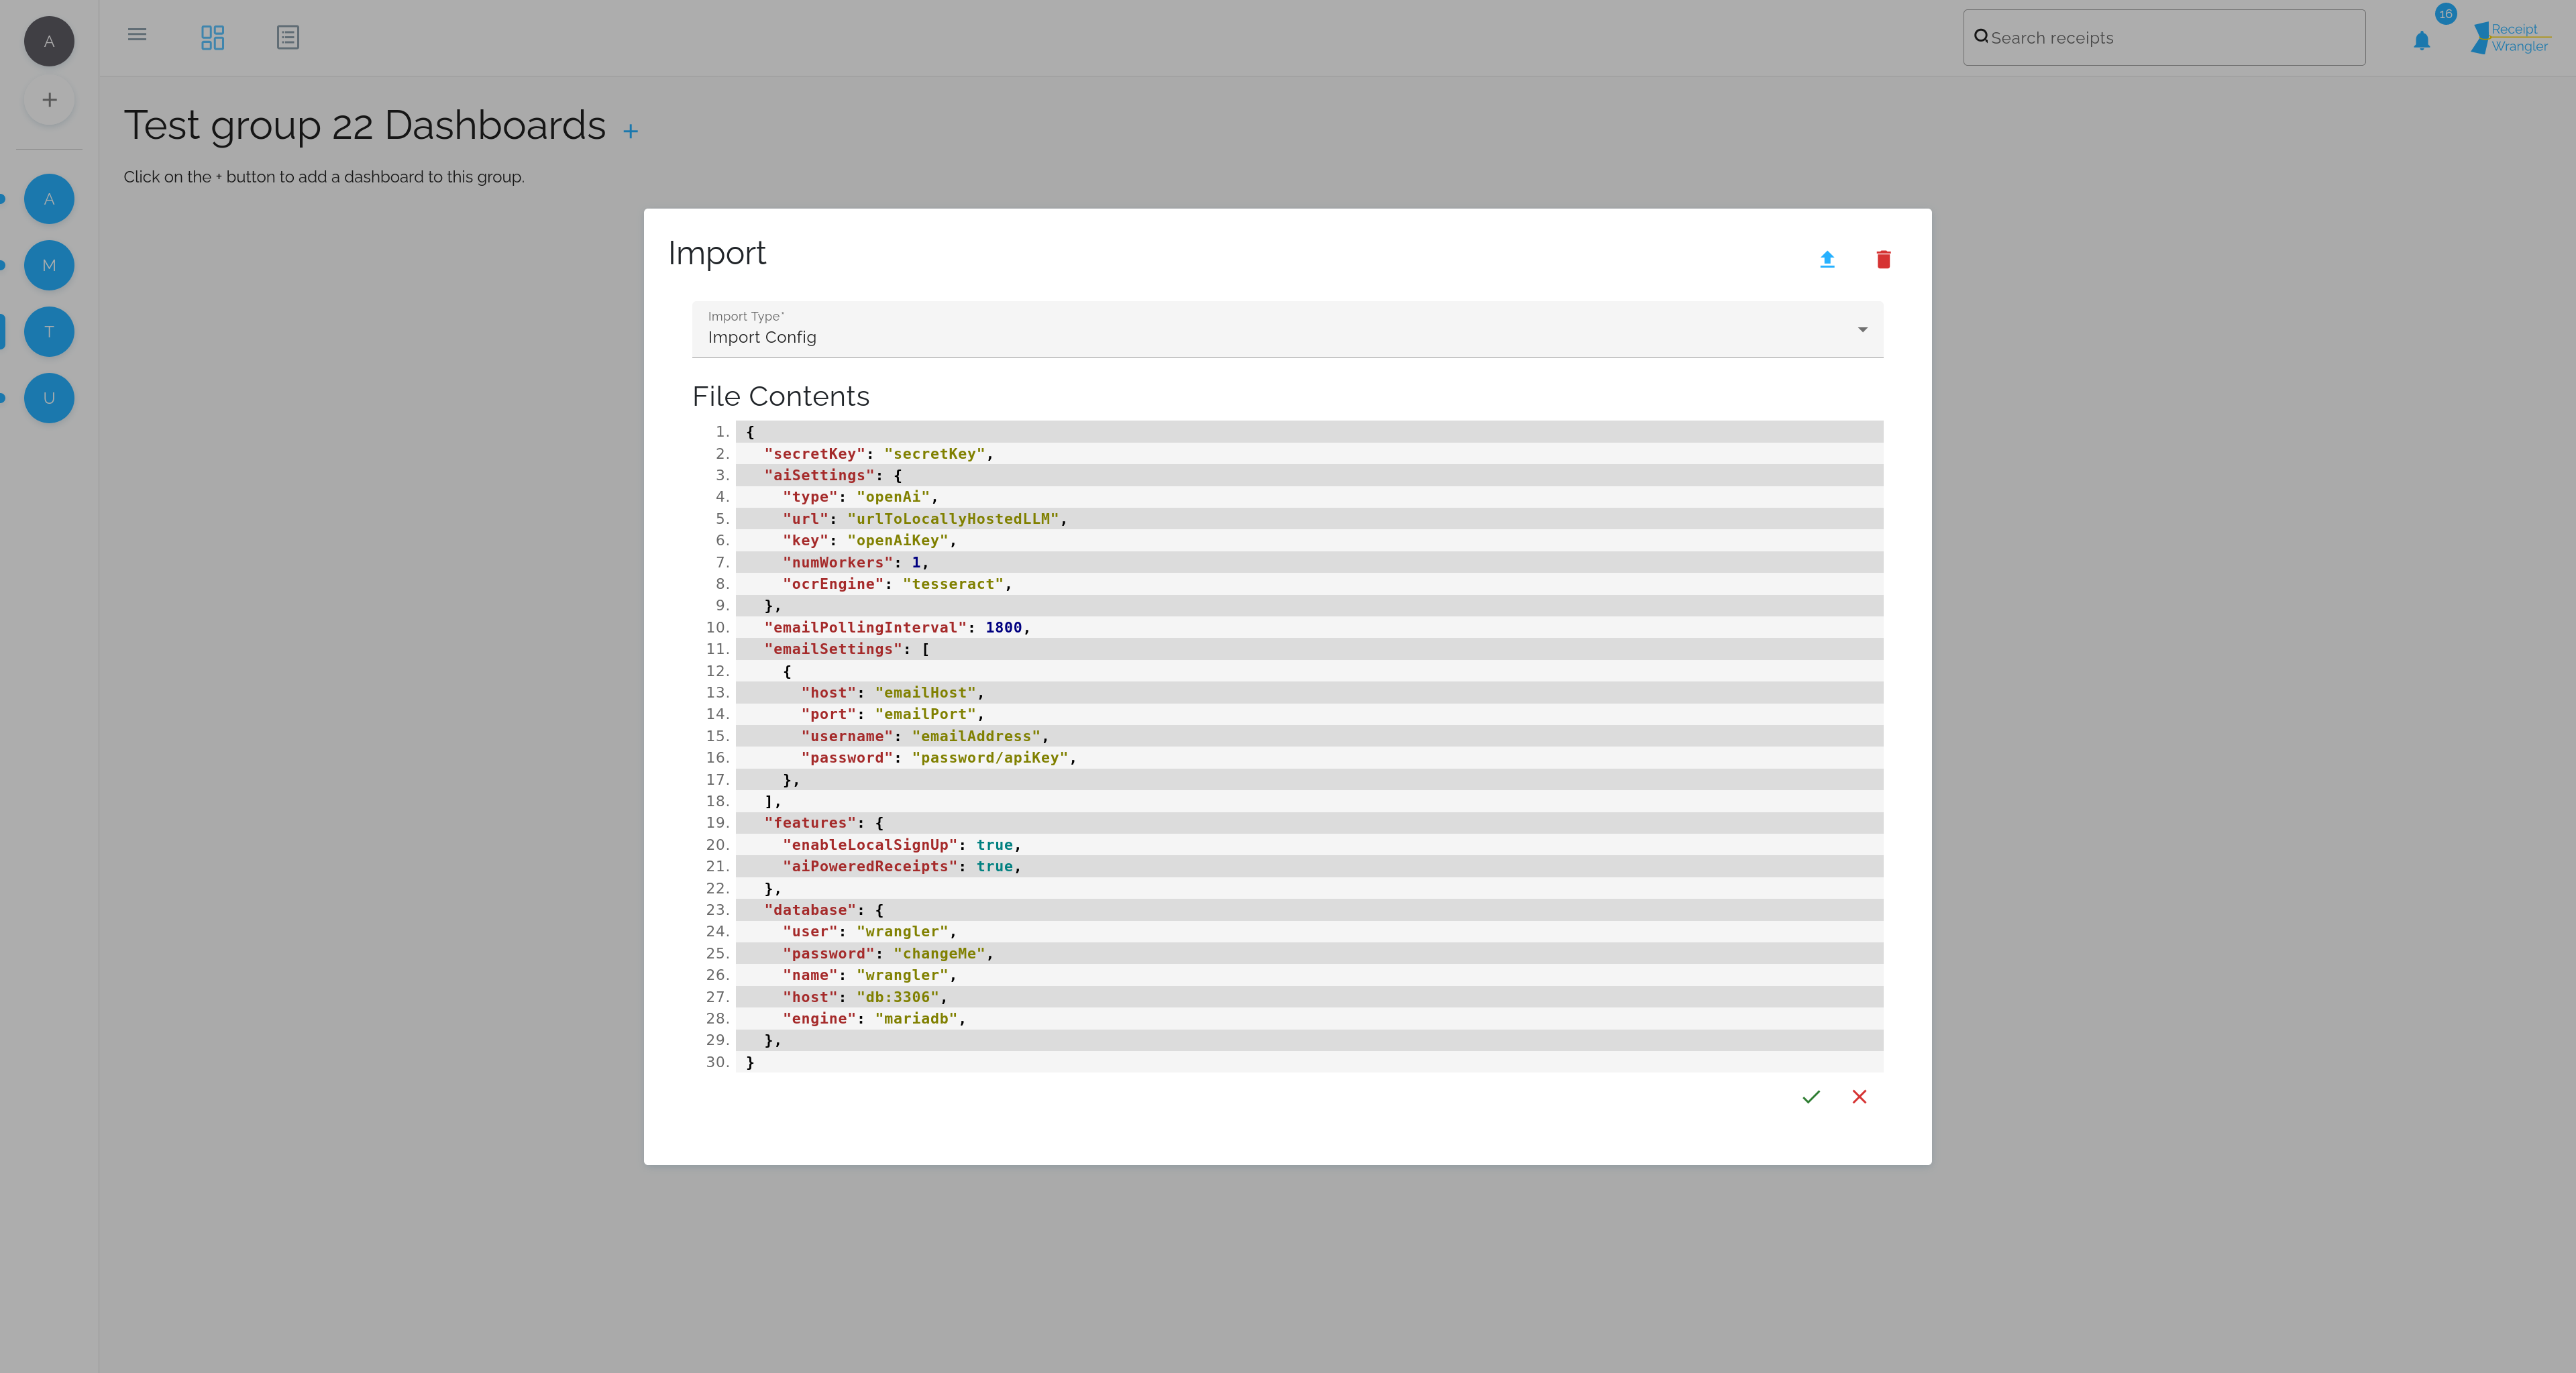 A
Search receipts
16
Receipt
Wrangler
+
Test group 22 Dashboards +
Click on the + button to add a dashboard to this group.
A
M
T
U
Import
Import Type*
Import Config
File Contents
1. {
2.   "secretKey": "secretKey",
3.   "aiSettings": {
4.     "type": "openAi",
5.     "url": "urlToLocallyHostedLLM",
6.     "key": "openAiKey",
7.     "numWorkers": 1,
8.     "ocrEngine": "tesseract",
9.   },
10.   "emailPollingInterval": 1800,
11.   "emailSettings": [
12.     {
13.       "host": "emailHost",
14.       "port": "emailPort",
15.       "username": "emailAddress",
16.       "password": "password/apiKey",
17.     },
18.   ],
19.   "features": {
20.     "enableLocalSignUp": true,
21.     "aiPoweredReceipts": true,
22.   },
23.   "database": {
24.     "user": "wrangler",
25.     "password": "changeMe",
26.     "name": "wrangler",
27.     "host": "db:3306",
28.     "engine": "mariadb",
29.   },
30. }